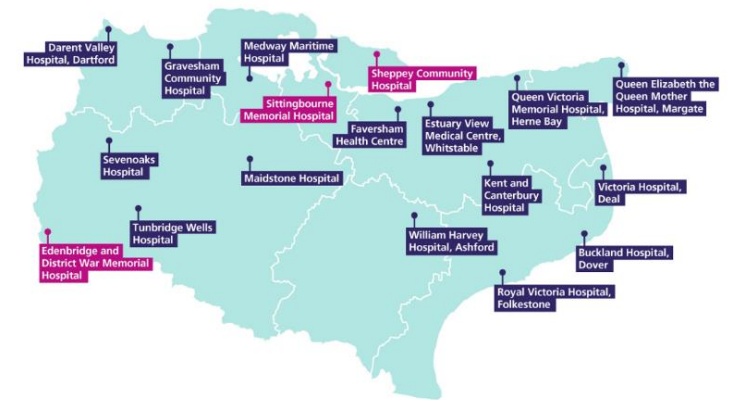 Darent Valley
Hospital, Dartford
Gravesham
Community
Hospital
Medway Maritime
Hospital
Sheppey Community
Hospital
Sittingbourne
Memorial Hospital
Faversham
Health Centre
Estuary View
Medical Centre,
Whitstable
Queen Victoria
Memorial Hospital,
Herne Bay
Queen Elizabeth the
Queen Mother
Hospital, Margate
Sevenoaks
Hospital
Maidstone Hospital
Kent and
Canterbury
Hospital
Victoria Hospital,
Deal
Tunbridge Wells
Hospital
Edenbridge and
District War Memorial
Hospital
William Harvey
Hospital, Ashford
Buckland Hospital,
Dover
Royal Victoria Hospital,
Folkestone